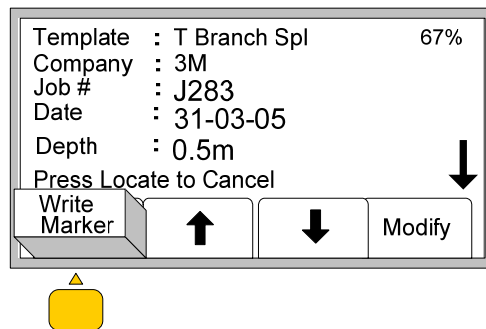 Template : T Branch Spl 67%
Company : 3M
Job # : J283
Date : 31-03-05
Depth : 0.5m
Press Locate to Cancel
Write
Marker
Modify